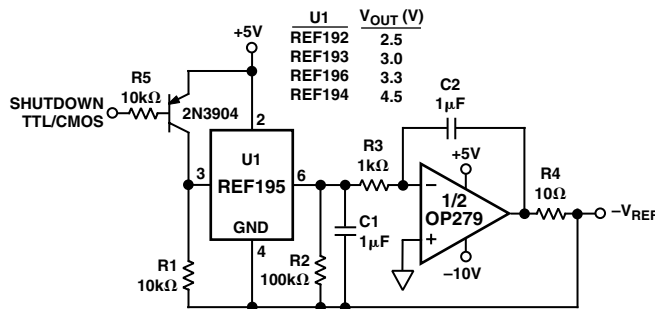 U1 VOUT (V)
REF192 2.5
REF193 3.0
REF196 3.3
REF194 4.5
+5V
R5
10kΩ
SHUTDOWN
TTL/CMOS
2N3904
2
U1
REF195
3
6
GND
4
R1
10kΩ
R2
100kΩ
C1
1μF
R3
1kΩ
C2
1μF
+5V
–
1/2
OP279
+
–10V
R4
10Ω
–VREF